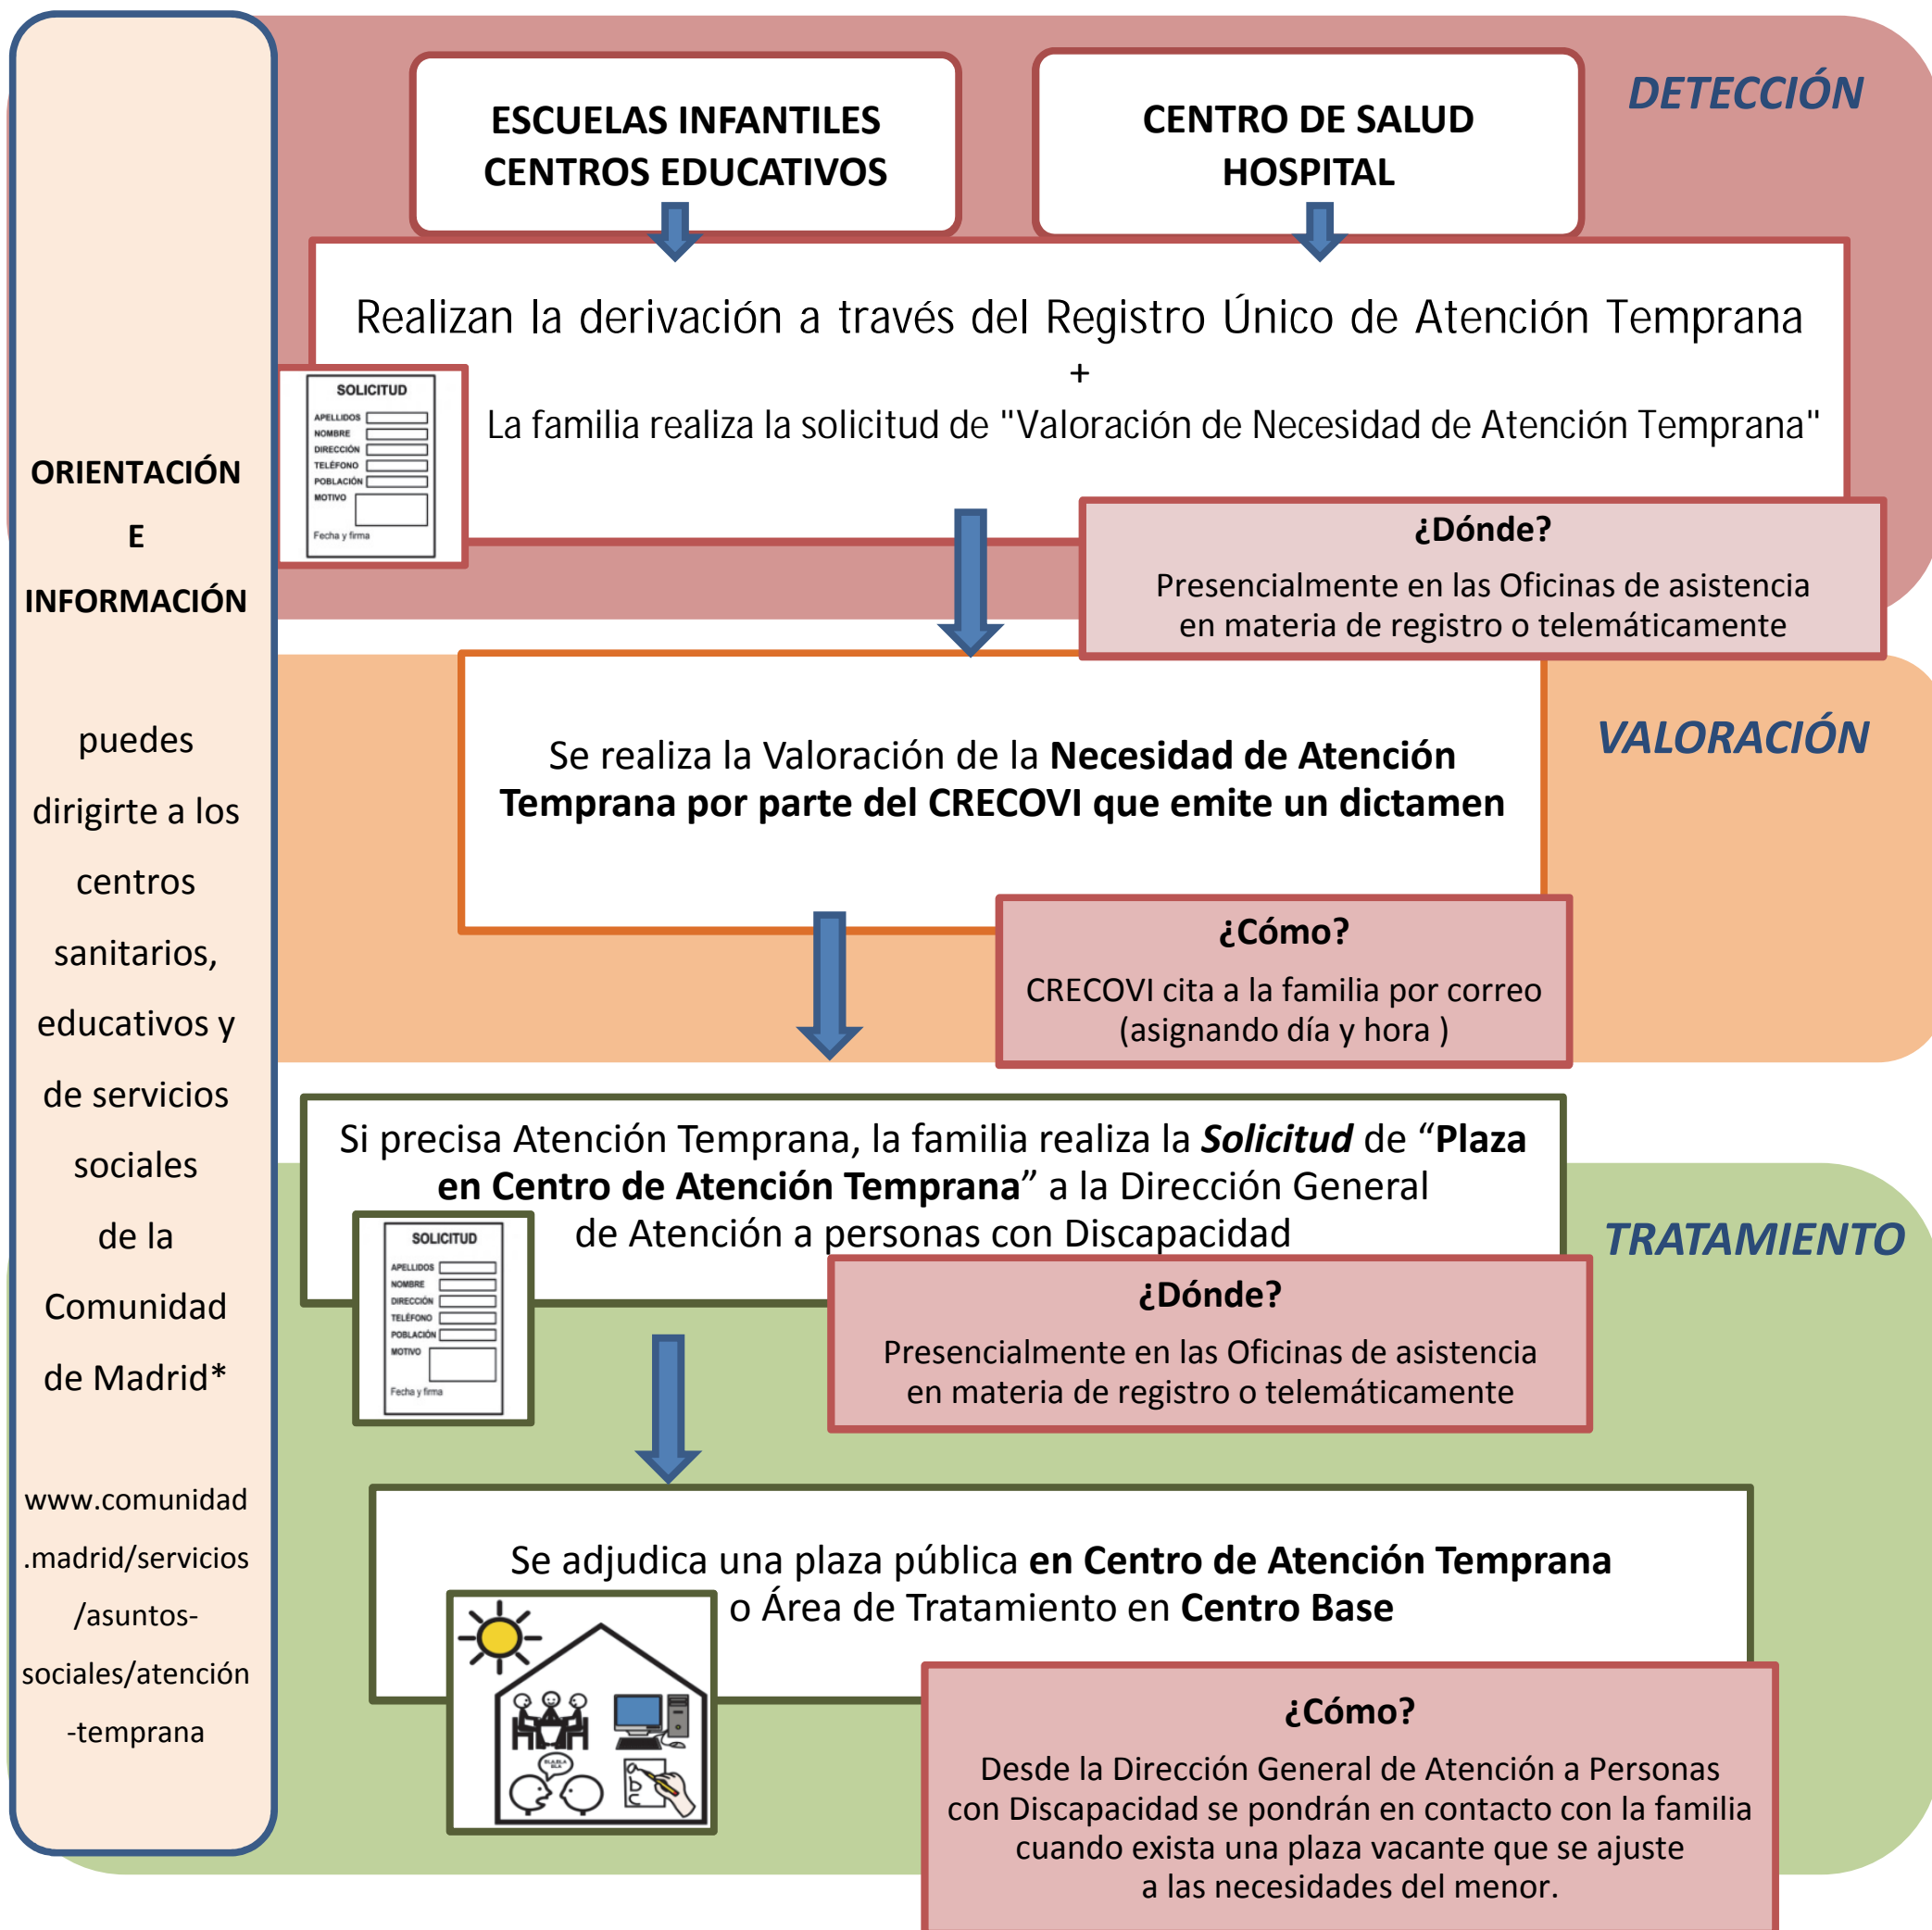 ORIENTACIÓN
E
INFORMACIÓN
puedes
dirigirte a los
centros
sanitarios,
educativos y
de servicios
sociales
de la
Comunidad
de Madrid*
www.comunidad
.madrid/servicios
/asuntos-
sociales/atención
-temprana
DETECCIÓN
ESCUELAS INFANTILES
CENTROS EDUCATIVOS
CENTRO DE SALUD
HOSPITAL
Realizan la derivación a través del Registro Único de Atención Temprana
+
La familia realiza la solicitud de "Valoración de Necesidad de Atención Temprana"
SOLICITUD
APELLIDOS
NOMBRE
DIRECCIÓN
TELÉFONO
POBLACIÓN
MOTIVO
Fecha y firma
¿Dónde?
Presencialmente en las Oficinas de asistencia
en materia de registro o telemáticamente
VALORACIÓN
Se realiza la Valoración de la Necesidad de Atención
Temprana por parte del CRECOVI que emite un dictamen
¿Cómo?
CRECOVI cita a la familia por correo
(asignando día y hora )
TRATAMIENTO
Si precisa Atención Temprana, la familia realiza la Solicitud de “Plaza
en Centro de Atención Temprana” a la Dirección General
de Atención a personas con Discapacidad
SOLICITUD
APELLIDOS
NOMBRE
DIRECCIÓN
TELÉFONO
POBLACIÓN
MOTIVO
Fecha y firma
¿Dónde?
Presencialmente en las Oficinas de asistencia
en materia de registro o telemáticamente
Se adjudica una plaza pública en Centro de Atención Temprana
o Área de Tratamiento en Centro Base
BLA,BLA
BLA
b
c
¿Cómo?
Desde la Dirección General de Atención a Personas
con Discapacidad se pondrán en contacto con la familia
cuando exista una plaza vacante que se ajuste
a las necesidades del menor.